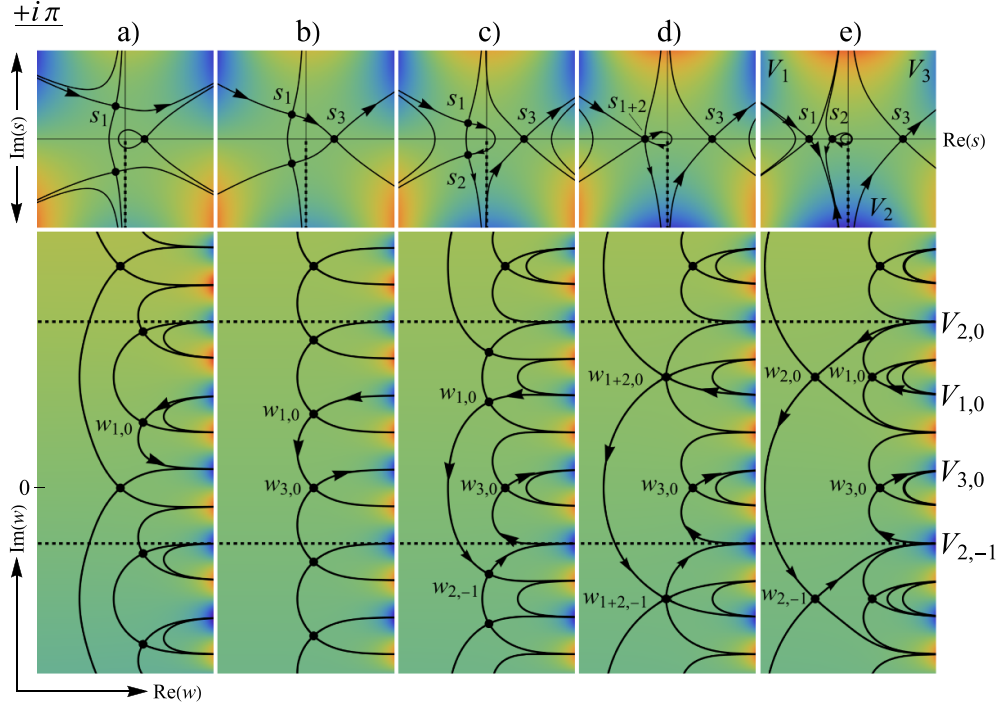 +iπ
a) b) c) d) e)
Im(s)
s₁
s₁ s₃
s₁ s₃ s₂
s₁₊₂ s₃
V₁ V₃ s₁ s₂ s₃ V₂
Re(s)
w₁,₀
w₁,₀ w₃,₀
w₁,₀ w₃,₀ w₂,₋₁
w₁₊₂,₀ w₃,₀ w₁₊₂,₋₁
w₂,₀ w₁,₀ w₃,₀ w₂,₋₁
V₂,₀
V₁,₀
V₃,₀
V₂,₋₁
0
Im(w)
Re(w)